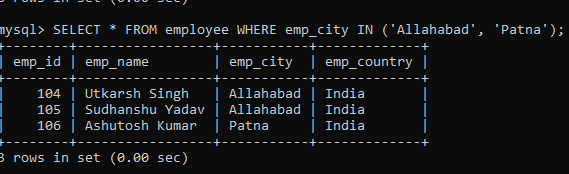 mysql> SELECT * FROM employee WHERE emp_city IN ('Allahabad', 'Patna');
+--------+-----------------+-----------+-------------+
| emp_id | emp_name        | emp_city  | emp_country |
+--------+-----------------+-----------+-------------+
|    104 | Utkarsh Singh   | Allahabad | India       |
|    105 | Sudhanshu Yadav | Allahabad | India       |
|    106 | Ashutosh Kumar  | Patna     | India       |
+--------+-----------------+-----------+-------------+
3 rows in set (0.00 sec)